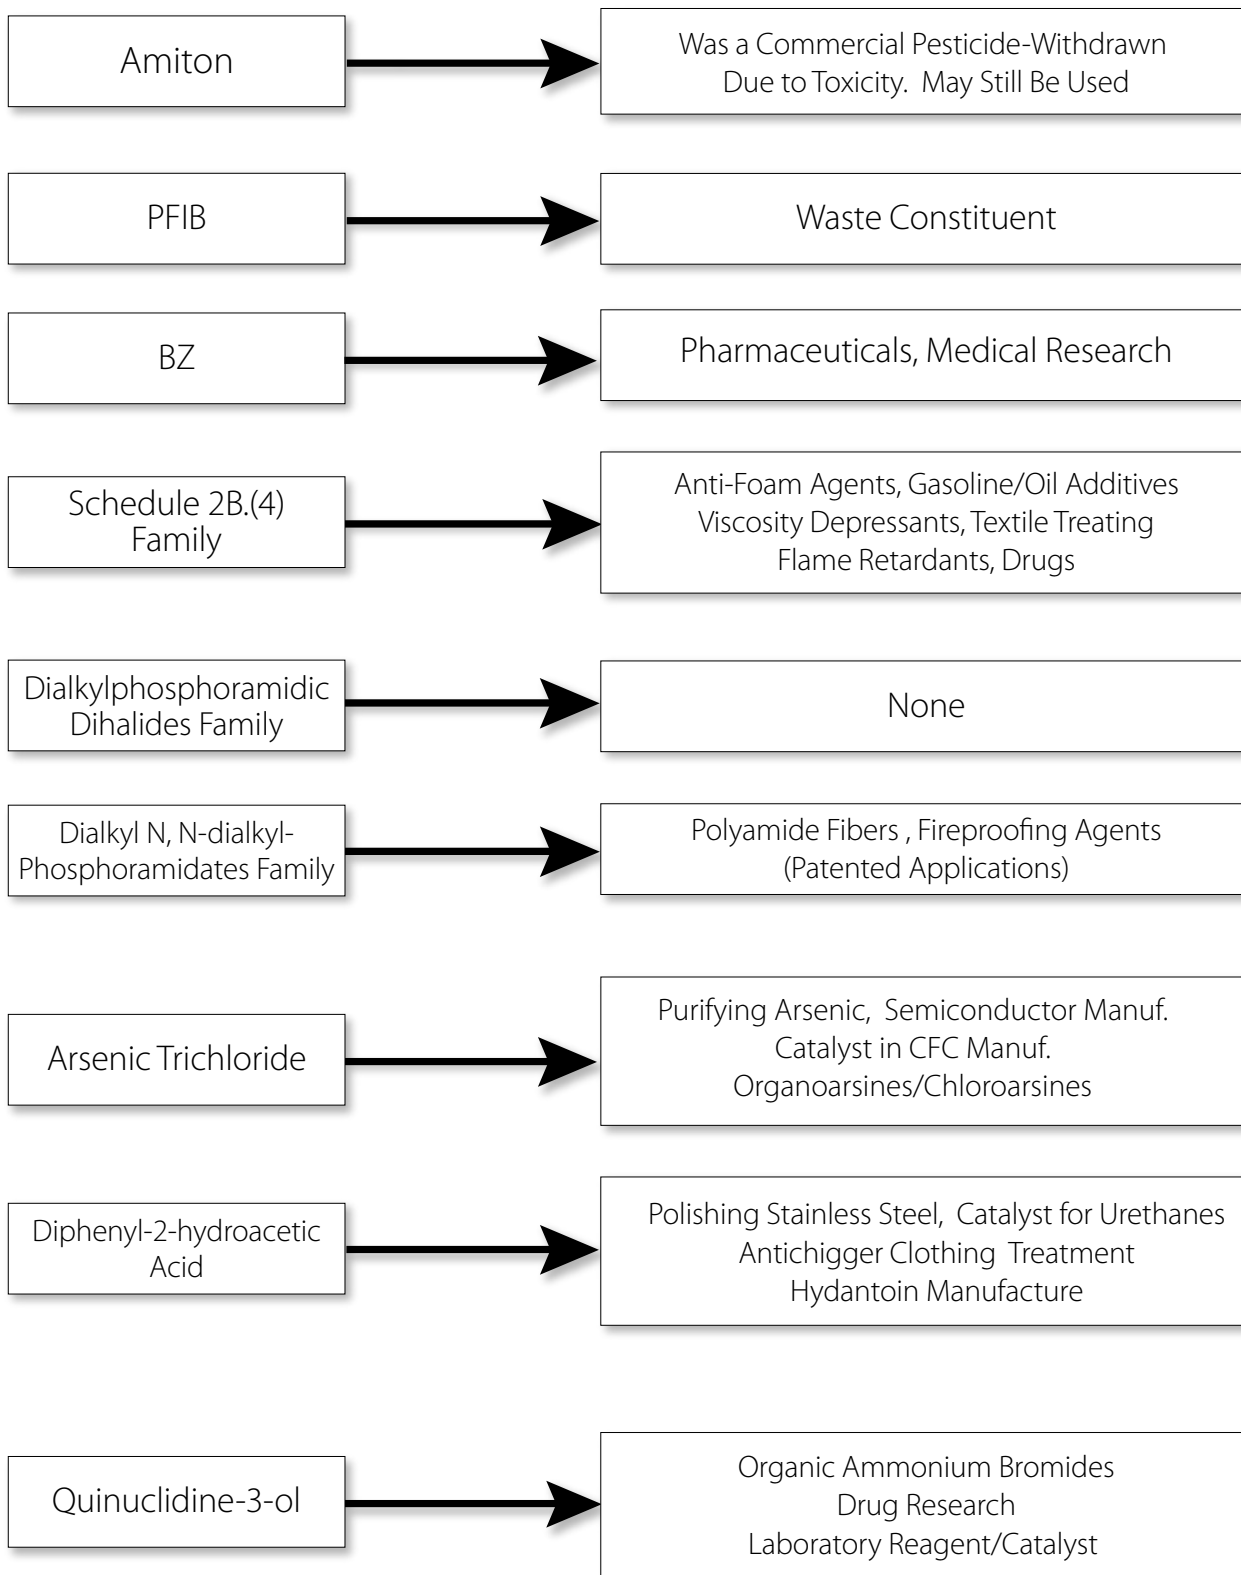 Amiton
Was a Commercial Pesticide-Withdrawn
Due to Toxicity. May Still Be Used
PFIB
Waste Constituent
BZ
Pharmaceuticals, Medical Research
Schedule 2B.(4)
Family
Anti-Foam Agents, Gasoline/Oil Additives
Viscosity Depressants, Textile Treating
Flame Retardants, Drugs
Dialkylphosphoramidic
Dihalides Family
None
Dialkyl N, N-dialkyl-
Phosphoramidates Family
Polyamide Fibers , Fireproofing Agents
(Patented Applications)
Arsenic Trichloride
Purifying Arsenic, Semiconductor Manuf.
Catalyst in CFC Manuf.
Organoarsines/Chloroarsines
Diphenyl-2-hydroacetic
Acid
Polishing Stainless Steel, Catalyst for Urethanes
Antichigger Clothing Treatment
Hydantoin Manufacture
Quinuclidine-3-ol
Organic Ammonium Bromides
Drug Research
Laboratory Reagent/Catalyst